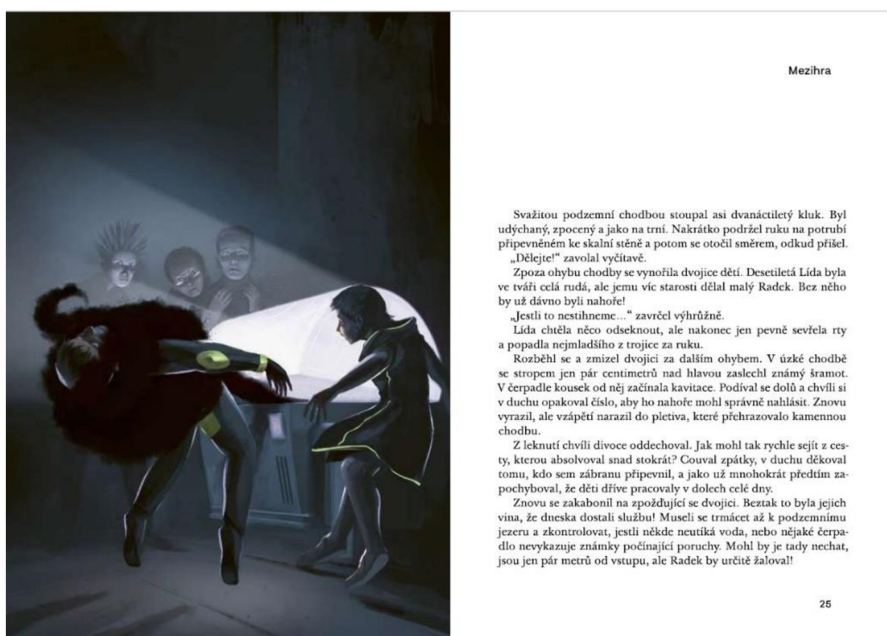 Mezihra
Svažitou podzemní chodbou stoupal asi dvanáctiletý kluk. Byl
udýchaný, zpocený a jako na trní. Nakrátko podržel ruku na potrubí
připevněném ke skalní stěně a potom se otočil směrem, odkud přišel.
„Dělejte!" zavolal vyčítavě.
Zpoza ohybu chodby se vynořila dvojice dětí. Desetiletá Lída byla
ve tváři celá rudá, ale jemu víc starosti dělal malý Radek. Bez něho
by už dávno byli nahoře!
„Jestli to nestihneme..." zavrčel výhrůžně.
Lída chtěla něco odseknout, ale nakonec jen pevně sevřela rty
a popadla nejmladšího z trojice za ruku.
Rozběhl se a zmizel dvojici za dalším ohybem. V úzké chodbě
se stropem jen pár centimetrů nad hlavou zaslechl známý šramot.
V čerpadle kousek od něj začínala kavitace. Podíval se dolů a chvíli si
v duchu opakoval číslo, aby ho nahoře mohl správně nahlásit. Znovu
vyrazil, ale vzápětí narazil do pletiva, které přehrazovalo kamennou
chodbu.
Z leknutí chvíli divoce oddechoval. Jak mohl tak rychle sejít z ces-
ty, kterou absolvoval snad stokrát? Couval zpátky, v duchu děkoval
tomu, kdo sem zábranu připevnil, a jako už mnohokrát předtím za-
pochyboval, že děti dříve pracovaly v dolech celé dny.
Znovu se zakabonil na zpožďující se dvojici. Beztak to byla jejich
vina, že dneska dostali službu! Museli se trmácet až k podzemnímu
jezeru a zkontrolovat, jestli někde neutíká voda, nebo nějaké čerpa-
dlo nevykazuje známky počínající poruchy. Mohl by je tady nechat,
jsou jen pár metrů od vstupu, ale Radek by určitě žaloval!
25